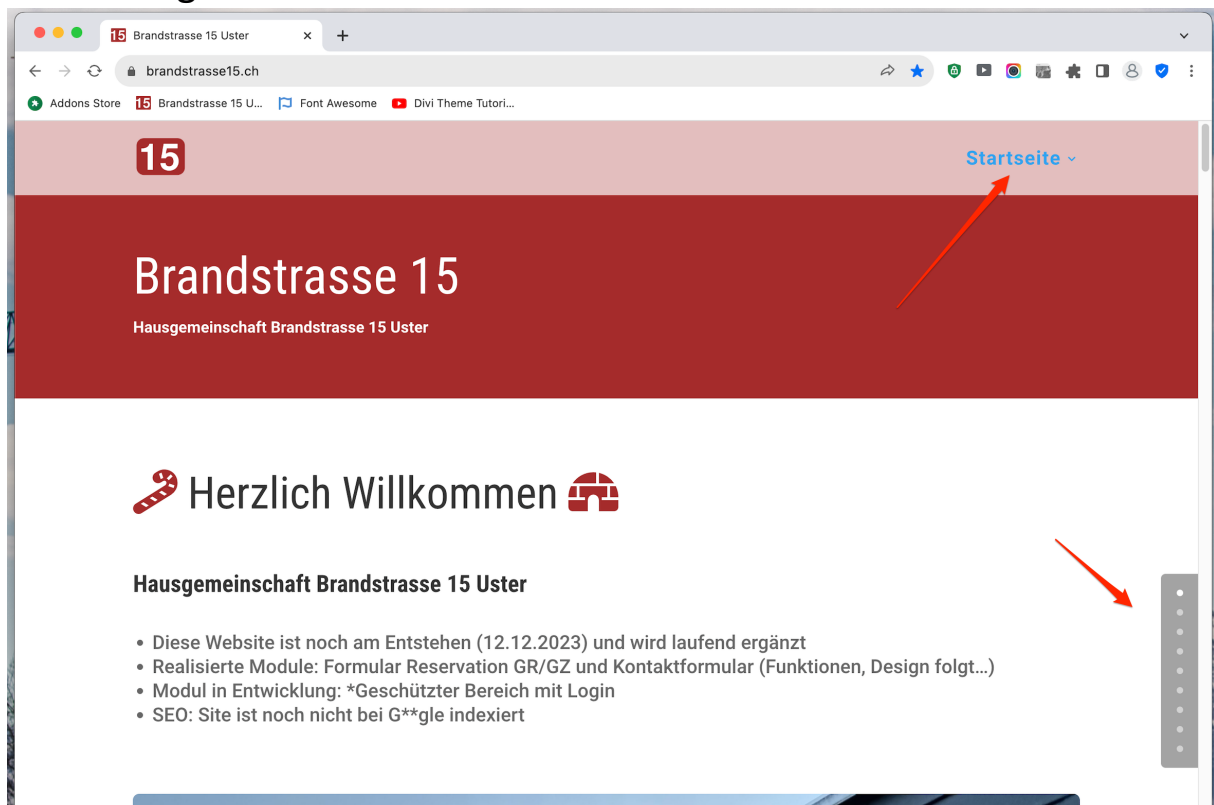 15 Brandstrasse 15 Uster
brandstrasse15.ch
Addons Store 15 Brandstrasse 15 U... Font Awesome Divi Theme Tutori...
15
Startseite
Brandstrasse 15
Hausgemeinschaft Brandstrasse 15 Uster
Herzlich Willkommen
Hausgemeinschaft Brandstrasse 15 Uster
• Diese Website ist noch am Entstehen (12.12.2023) und wird laufend ergänzt
• Realisierte Module: Formular Reservation GR/GZ und Kontaktformular (Funktionen, Design folgt...)
• Modul in Entwicklung: *Geschützter Bereich mit Login
• SEO: Site ist noch nicht bei G**gle indexiert